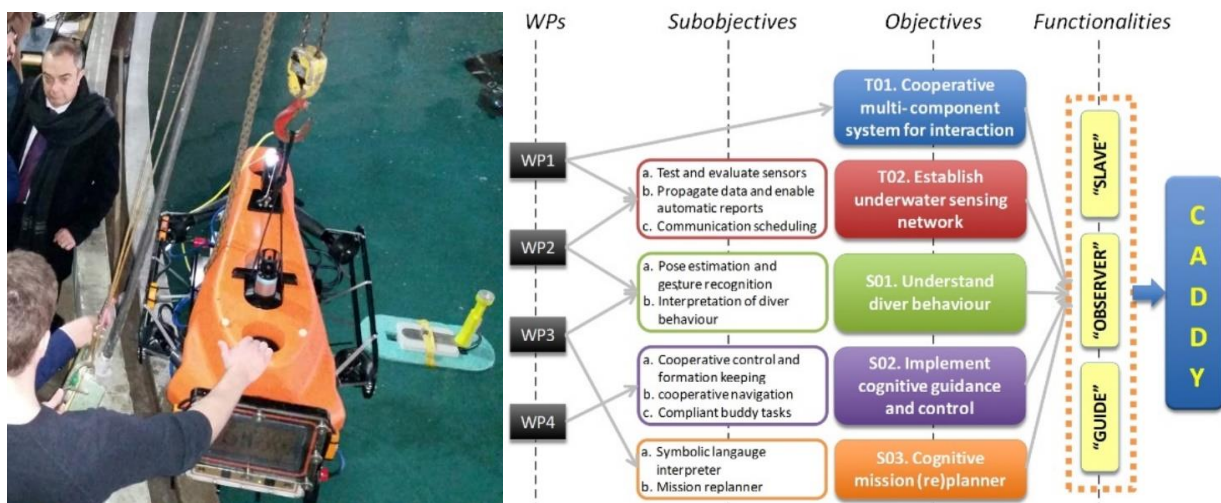 WPs
Subobjectives
Objectives
Functionalities
WP1
WP2
WP3
WP4
a. Test and evaluate sensors
b. Propagate data and enable
automatic reports
c. Communication scheduling
a. Pose estimation and
gesture recognition
b. Interpretation of diver
behaviour
a. Cooperative control and
formation keeping
b. cooperative navigation
c. Compliant buddy tasks
a. Symbolic langauge
interpreter
b. Mission replanner
T01. Cooperative
multi- component
system for interaction
T02. Establish
underwater sensing
network
S01. Understand
diver behaviour
S02. Implement
cognitive guidance
and control
S03. Cognitive
mission (re)planner
"SLAVE"
"OBSERVER"
"GUIDE"
C
A
D
D
Y